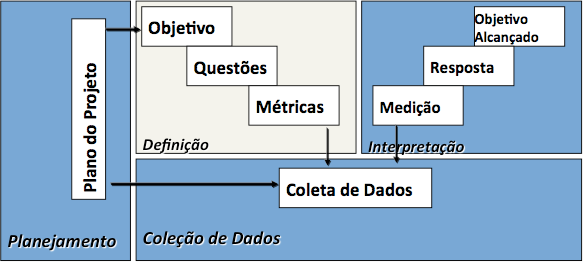 Plano do Projeto
Planejamento
Objetivo
Questões
Métricas
Definição
Objetivo
Alcançado
Resposta
Medição
Interpretação
Coleta de Dados
Coleção de Dados